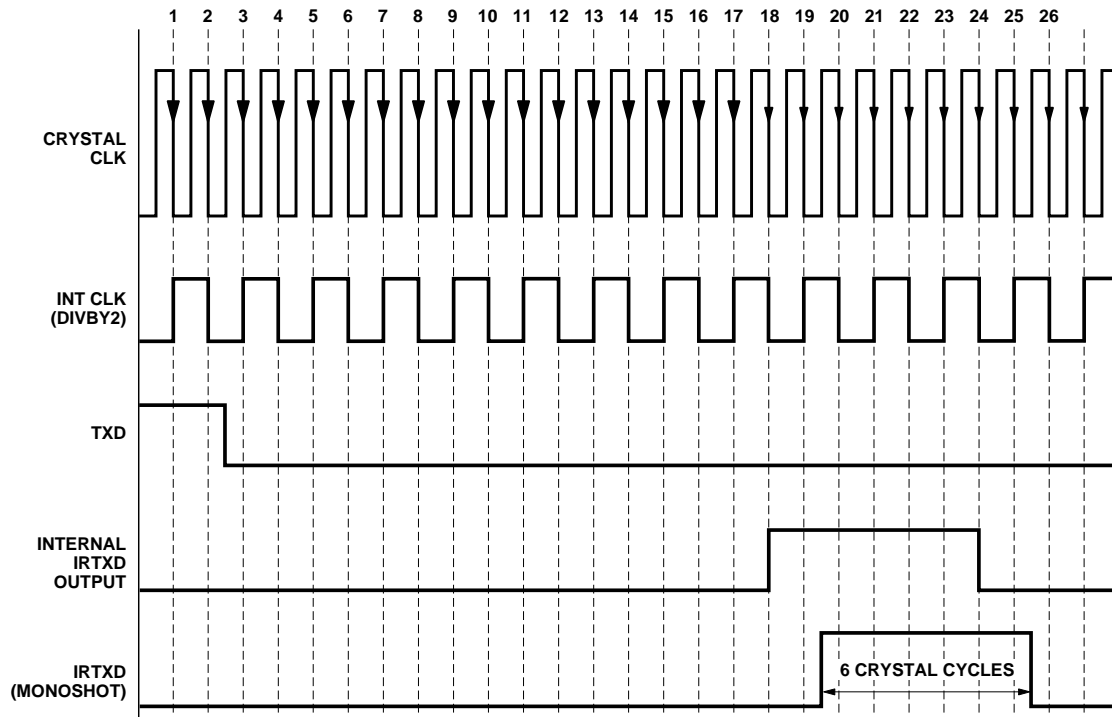 1 2 3 4 5 6 7 8 9 10 11 12 13 14 15 16 17 18 19 20 21 22 23 24 25 26
CRYSTAL
CLK
INT CLK
(DIVBY2)
TXD
INTERNAL
IRTXD
OUTPUT
IRTXD
(MONOSHOT)
6 CRYSTAL CYCLES